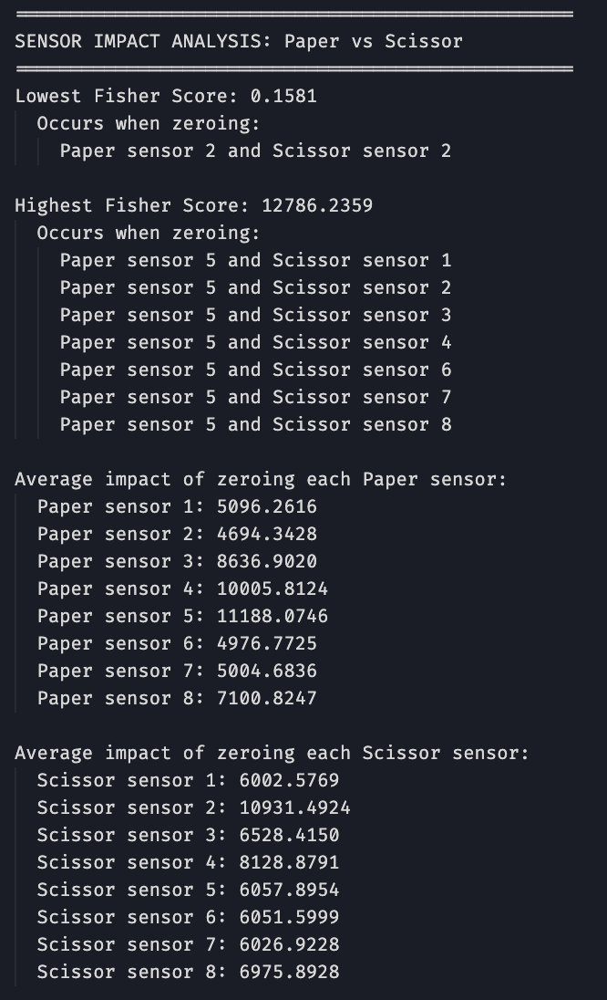 SENSOR IMPACT ANALYSIS: Paper vs Scissor
Lowest Fisher Score: 0.1581
Occurs when zeroing:
Paper sensor 2 and Scissor sensor 2
Highest Fisher Score: 12786.2359
Occurs when zeroing:
Paper sensor 5 and Scissor sensor 1
Paper sensor 5 and Scissor sensor 2
Paper sensor 5 and Scissor sensor 3
Paper sensor 5 and Scissor sensor 4
Paper sensor 5 and Scissor sensor 6
Paper sensor 5 and Scissor sensor 7
Paper sensor 5 and Scissor sensor 8
Average impact of zeroing each Paper sensor:
Paper sensor 1: 5096.2616
Paper sensor 2: 4694.3428
Paper sensor 3: 8636.9020
Paper sensor 4: 10005.8124
Paper sensor 5: 11188.0746
Paper sensor 6: 4976.7725
Paper sensor 7: 5004.6836
Paper sensor 8: 7100.8247
Average impact of zeroing each Scissor sensor:
Scissor sensor 1: 6002.5769
Scissor sensor 2: 10931.4924
Scissor sensor 3: 6528.4150
Scissor sensor 4: 8128.8791
Scissor sensor 5: 6057.8954
Scissor sensor 6: 6051.5999
Scissor sensor 7: 6026.9228
Scissor sensor 8: 6975.8928